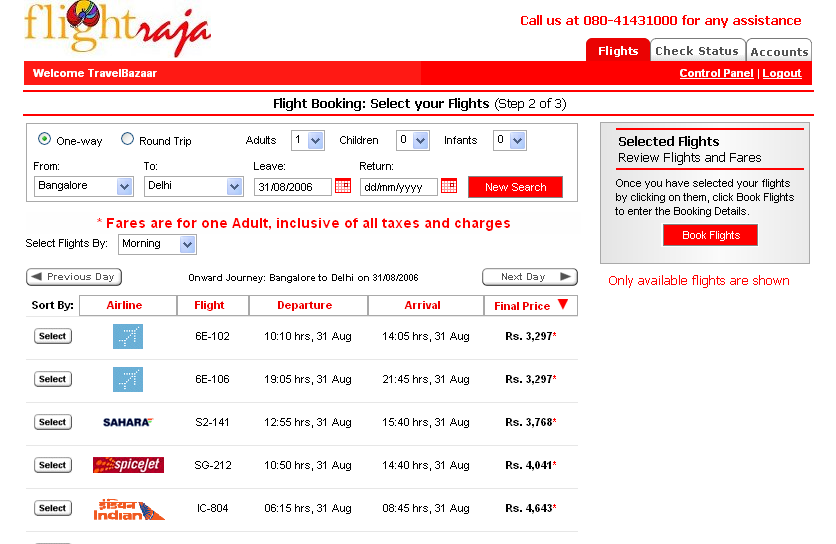 flightraja
Call us at 080-41431000 for any assistance
Flights Check Status Accounts
Welcome TravelBazaar Control Panel | Logout
Flight Booking: Select your Flights (Step 2 of 3)
One-way Round Trip Adults 1 Children 0 Infants 0
From: To: Leave: Return:
Bangalore Delhi 31/08/2006 dd/mm/yyyy New Search
Selected Flights
Review Flights and Fares
Once you have selected your flights
by clicking on them, click Book Flights
to enter the Booking Details.
Book Flights
Only available flights are shown
* Fares are for one Adult, inclusive of all taxes and charges
Select Flights By: Morning
Previous Day Onward Journey: Bangalore to Delhi on 31/08/2006 Next Day
Sort By: Airline Flight Departure Arrival Final Price
Select 6E-102 10:10 hrs, 31 Aug 14:05 hrs, 31 Aug Rs. 3,297*
Select 6E-106 19:05 hrs, 31 Aug 21:45 hrs, 31 Aug Rs. 3,297*
Select SAHARA S2-141 12:55 hrs, 31 Aug 15:40 hrs, 31 Aug Rs. 3,768*
Select spiceJet SG-212 10:50 hrs, 31 Aug 14:40 hrs, 31 Aug Rs. 4,041*
Select इंडियन Indian IC-804 06:15 hrs, 31 Aug 08:45 hrs, 31 Aug Rs. 4,643*